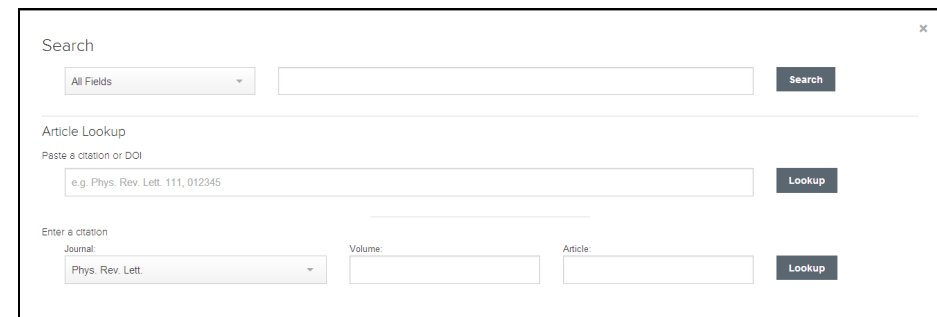 ×
Search
All Fields
Search
Article Lookup
Paste a citation or DOI
e.g. Phys. Rev. Lett. 111, 012345
Lookup
Enter a citation
Journal: Volume: Article:
Phys. Rev. Lett.
Lookup